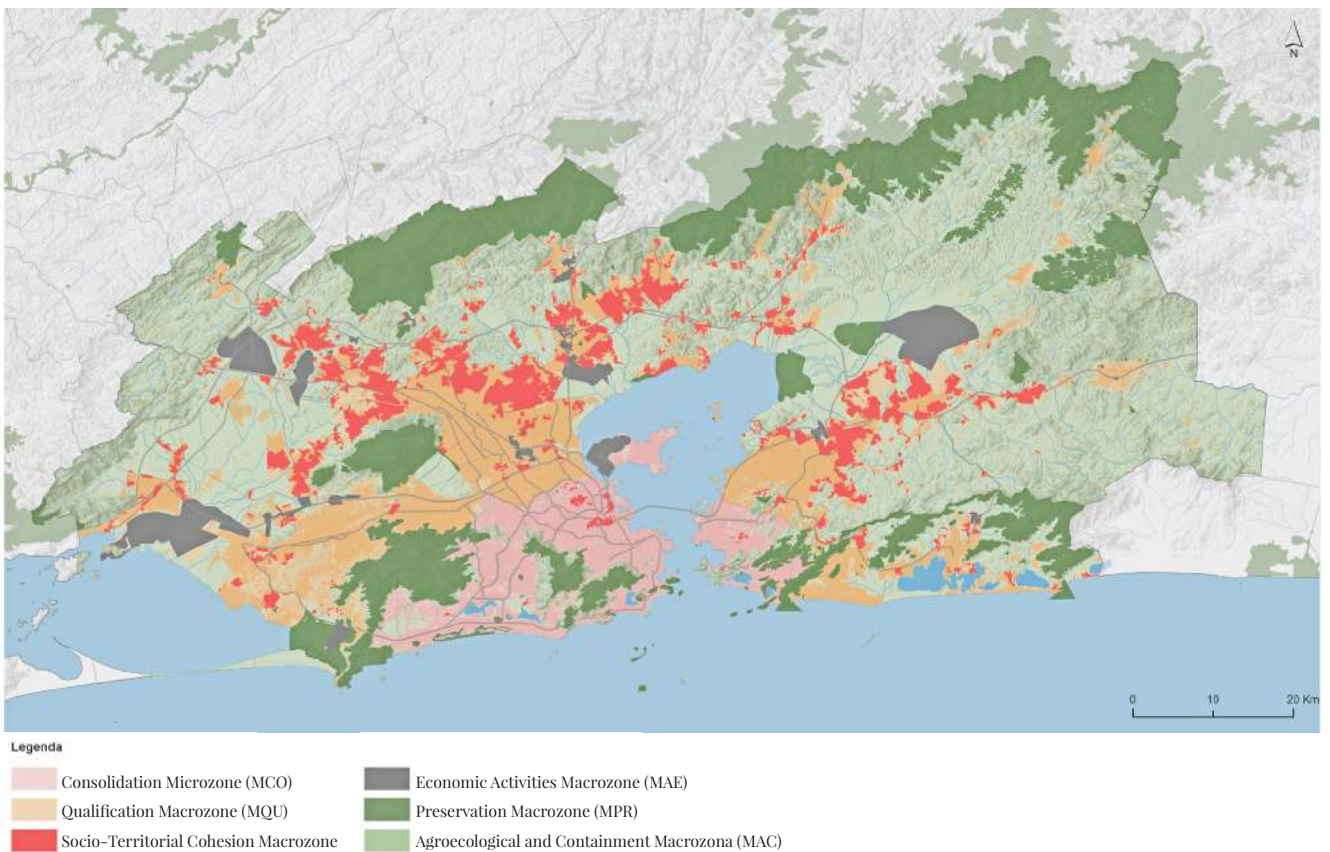 N
0 10 20 Km
Legenda
Consolidation Microzone (MCO)
Qualification Macrozone (MQU)
Socio-Territorial Cohesion Macrozone
Economic Activities Macrozone (MAE)
Preservation Macrozone (MPR)
Agroecological and Containment Macrozona (MAC)